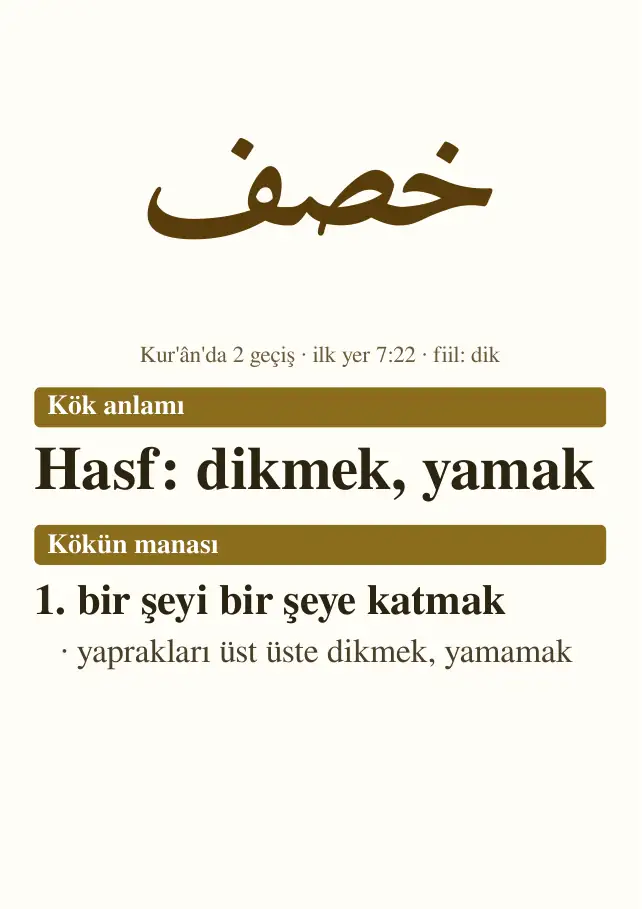 خصف
Kur'ân'da 2 geçiş · ilk yer 7:22 · fiil: dik
Kök anlamı
Hasf: dikmek, yamak
Kökün manası
1. bir şeyi bir şeye katmak
· yaprakları üst üste dikmek, yamamak